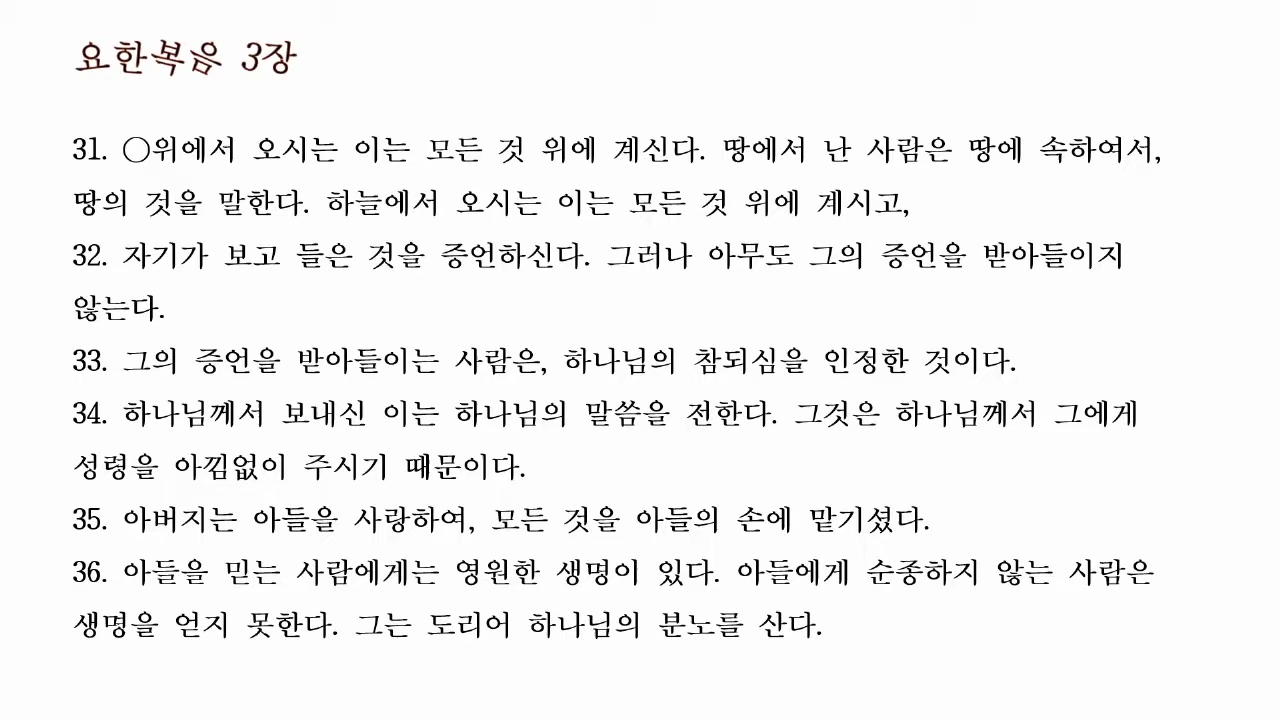 요한복음 3장
31. ○위에서 오시는 이는 모든 것 위에 계신다. 땅에서 난 사람은 땅에 속하여서,
땅의 것을 말한다. 하늘에서 오시는 이는 모든 것 위에 계시고,
32. 자기가 보고 들은 것을 증언하신다. 그러나 아무도 그의 증언을 받아들이지
않는다.
33. 그의 증언을 받아들이는 사람은, 하나님의 참되심을 인정한 것이다.
34. 하나님께서 보내신 이는 하나님의 말씀을 전한다. 그것은 하나님께서 그에게
성령을 아낌없이 주시기 때문이다.
35. 아버지는 아들을 사랑하여, 모든 것을 아들의 손에 맡기셨다.
36. 아들을 믿는 사람에게는 영원한 생명이 있다. 아들에게 순종하지 않는 사람은
생명을 얻지 못한다. 그는 도리어 하나님의 분노를 산다.